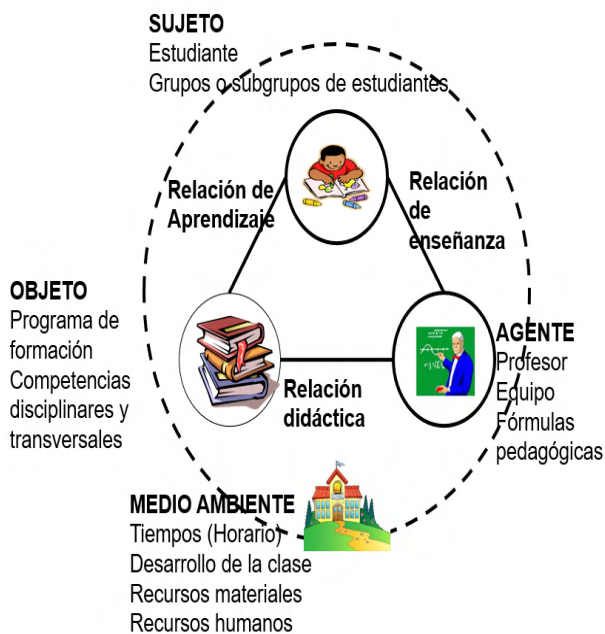 SUJETO
Estudiante
Grupos o subgrupos de estudiantes
Relación de
Aprendizaje
Relación
de
enseñanza
OBJETO
Programa de
formación
Competencias
disciplinares y
transversales
AGENTE
Profesor
Equipo
Fórmulas
pedagógicas
Relación
didáctica
MEDIO AMBIENTE
Tiempos (Horario)
Desarrollo de la clase
Recursos materiales
Recursos humanos